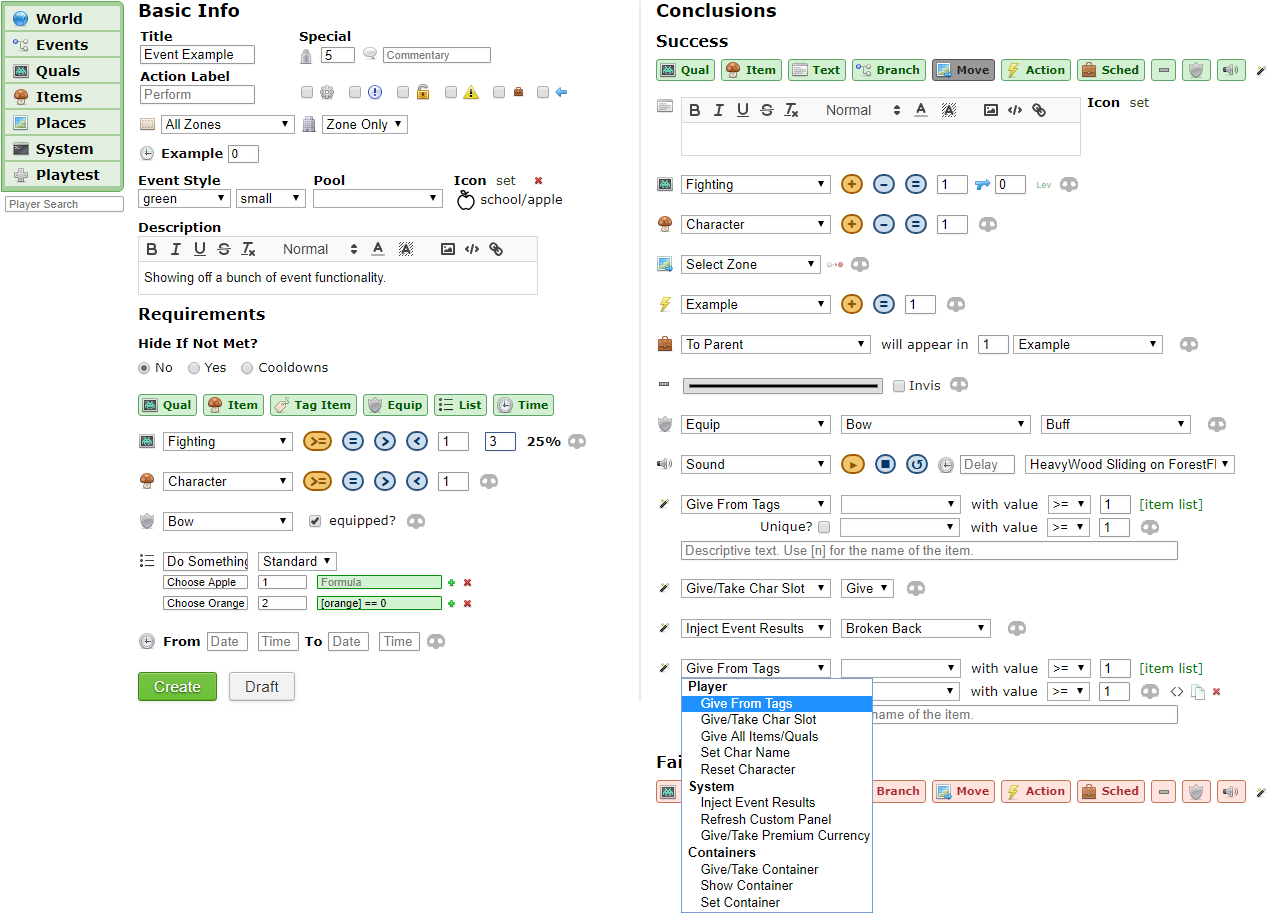 World
Events
Quals
Items
Places
System
Playtest
Player Search
Basic Info
Title
Special
Event Example
5
Commentary
Action Label
Perform
All Zones
Zone Only
Example 0
Event Style
Pool
Icon set
green
small
school/apple
Description
B I U S Tx Normal A A
Showing off a bunch of event functionality.
Requirements
Hide If Not Met?
No Yes Cooldowns
Qual Item Tag Item Equip List Time
Fighting >= = > < 1 3 25%
Character >= = > < 1
Bow equipped?
Do Something Standard
Choose Apple 1 Formula
Choose Orange 2 [orange] == 0
From Date Time To Date Time
Create Draft
Conclusions
Success
Qual Item Text Branch Move Action Sched
B I U S Tx Normal A A
Icon set
Fighting + - = 1 0 Lev
Character + - = 1
Select Zone
Example + = 1
To Parent will appear in 1 Example
Invis
Equip Bow Buff
Sound Delay HeavyWood Sliding on ForestFl
Give From Tags with value >= 1 [item list]
Unique? with value >= 1
Descriptive text. Use [n] for the name of the item.
Give/Take Char Slot Give
Inject Event Results Broken Back
Give From Tags with value >= 1 [item list]
with value >= 1 <>
name of the item.
Player
Give From Tags
Give/Take Char Slot
Give All Items/Quals
Set Char Name
Reset Character
System
Inject Event Results
Refresh Custom Panel
Give/Take Premium Currency
Containers
Give/Take Container
Show Container
Set Container
Fai
Branch Move Action Sched